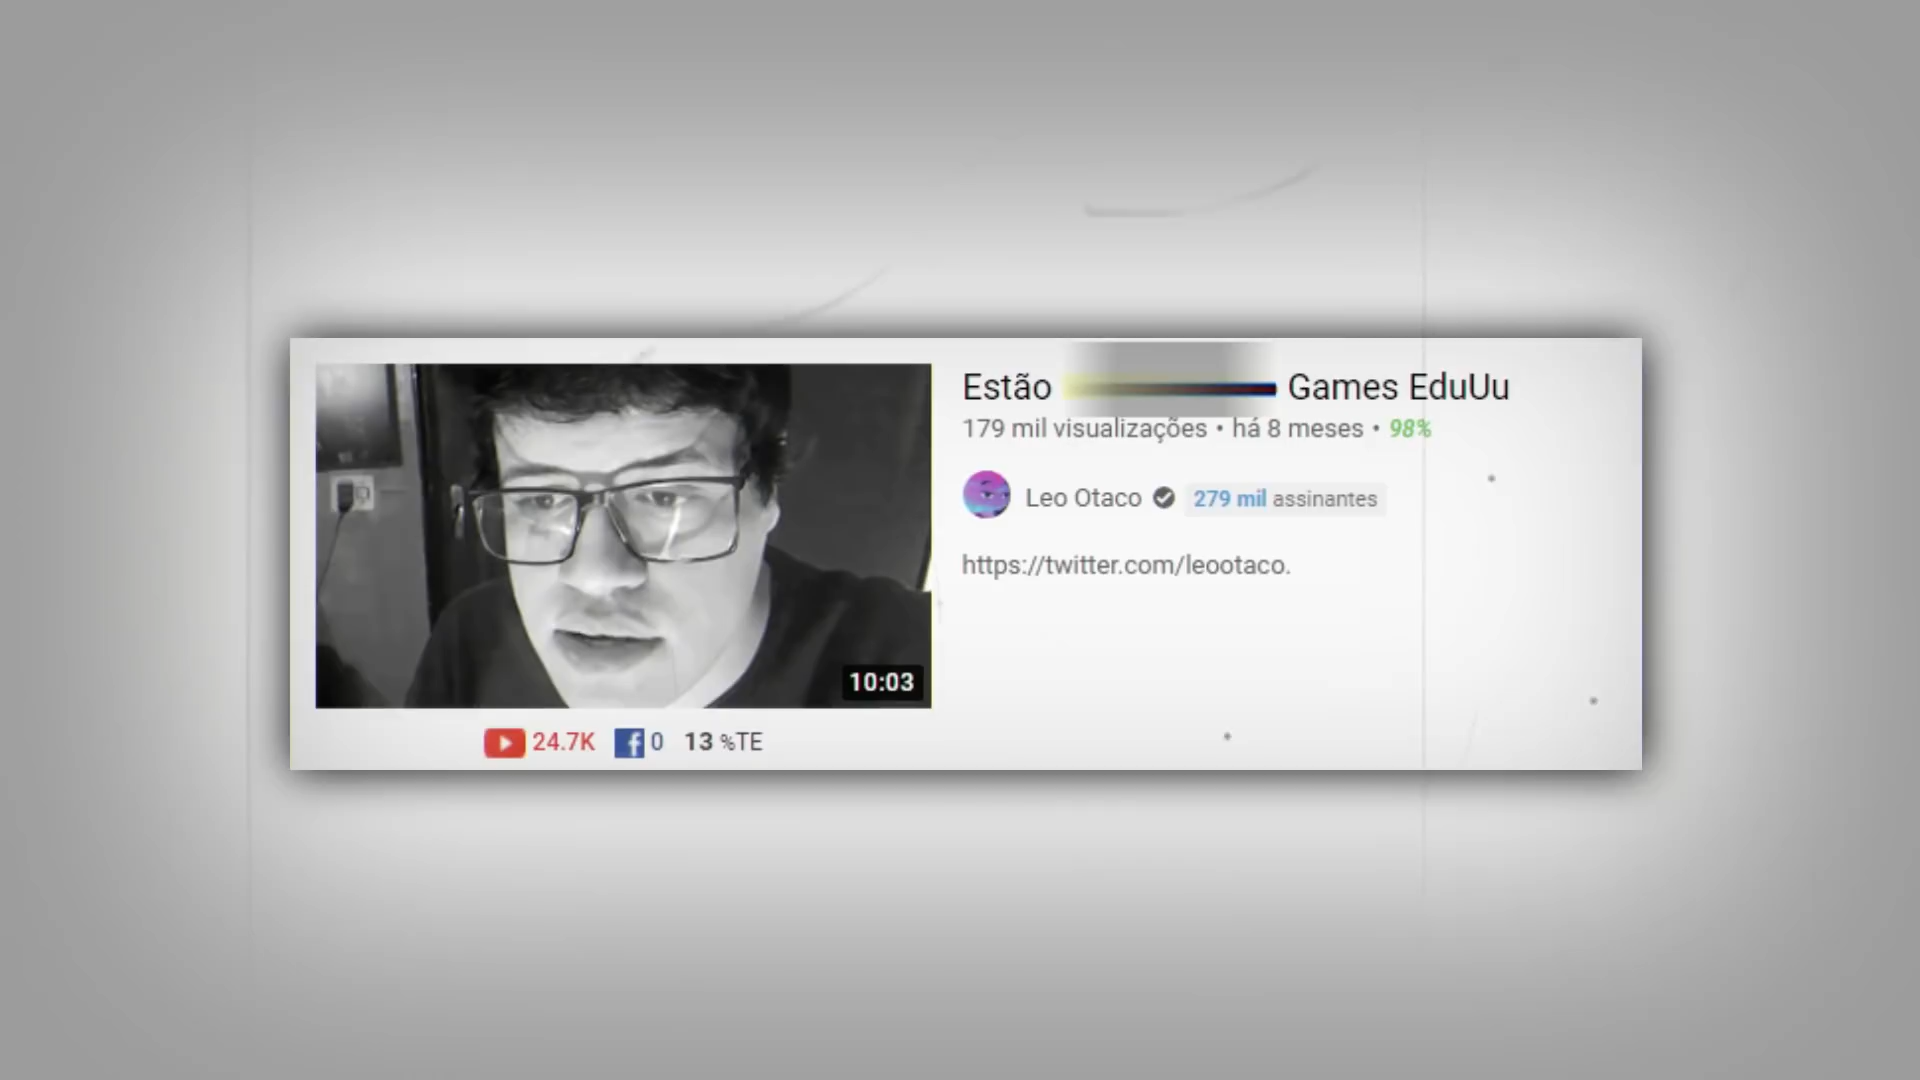 Estão Games EduUu
179 mil visualizações • há 8 meses • 98%
Leo Otaco 279 mil assinantes
https://twitter.com/leootaco.
10:03
24.7K 0 13 %TE